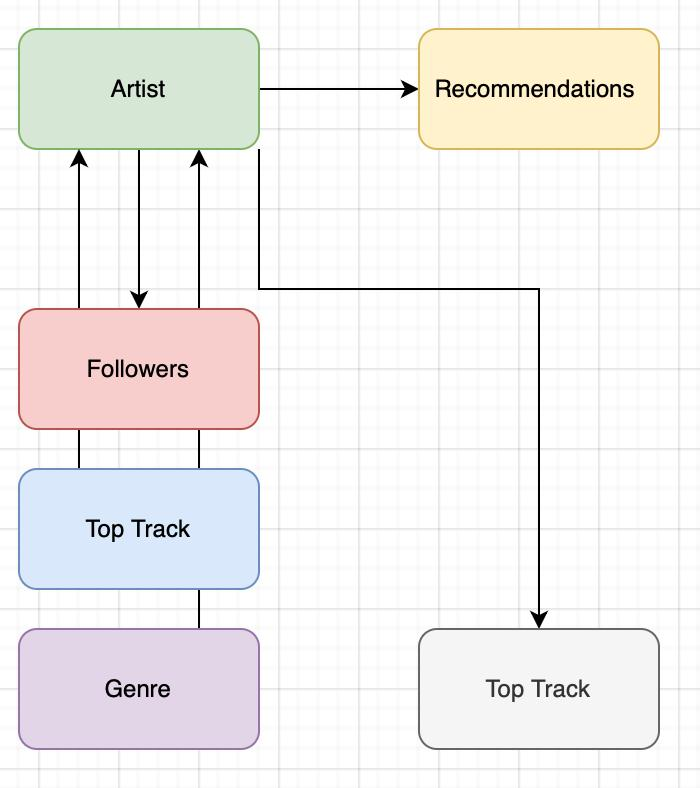 Artist
Recommendations
Followers
Top Track
Genre
Top Track